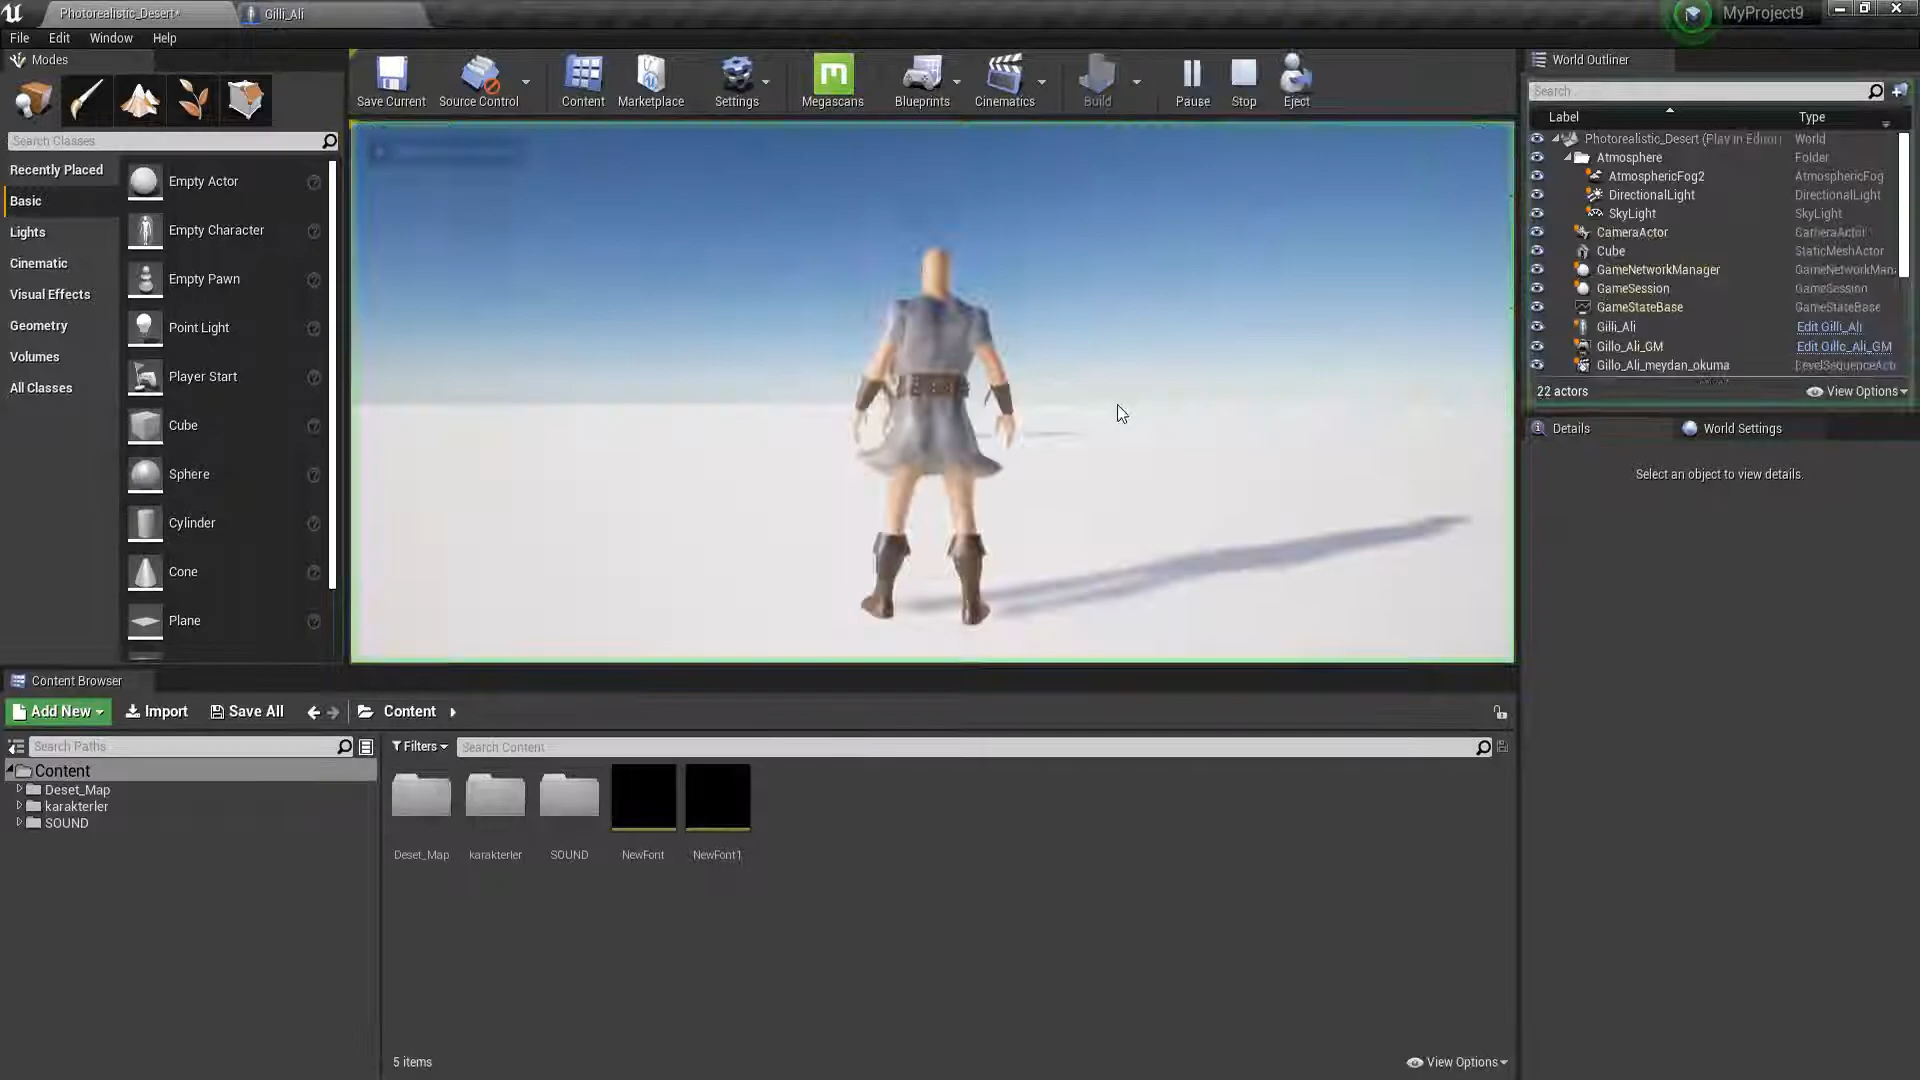 Photorealistic_Desert*
Gilli_Ali
MyProject9
File Edit Window Help
Modes
Search Classes
Recently Placed
Basic
Lights
Cinematic
Visual Effects
Geometry
Volumes
All Classes
Empty Actor
Empty Character
Empty Pawn
Point Light
Player Start
Cube
Sphere
Cylinder
Cone
Plane
Save Current
Source Control
Content
Marketplace
Settings
Megascans
Blueprints
Cinematics
Build
Pause
Stop
Eject
World Outliner
Search
Label Type
Photorealistic_Desert (Play In Editor) World
Atmosphere Folder
AtmosphericFog2 AtmosphericFog
DirectionalLight DirectionalLight
SkyLight SkyLight
CameraActor CameraActor
Cube StaticMeshActor
GameNetworkManager GameNetworkMan
GameSession GameSession
GameStateBase GameStateBase
Gilli_Ali Edit Gilli_Ali
Gillo_Ali_GM Edit Gillo_Ali_GM
Gillo_Ali_meydan_okuma LevelSequenceActo
22 actors View Options
Details World Settings
Select an object to view details.
Content Browser
Add New Import Save All Content
Search Paths
Content
Deset_Map
karakterler
SOUND
Filters Search Content
Deset_Map karakterler SOUND NewFont NewFont1
5 items View Options